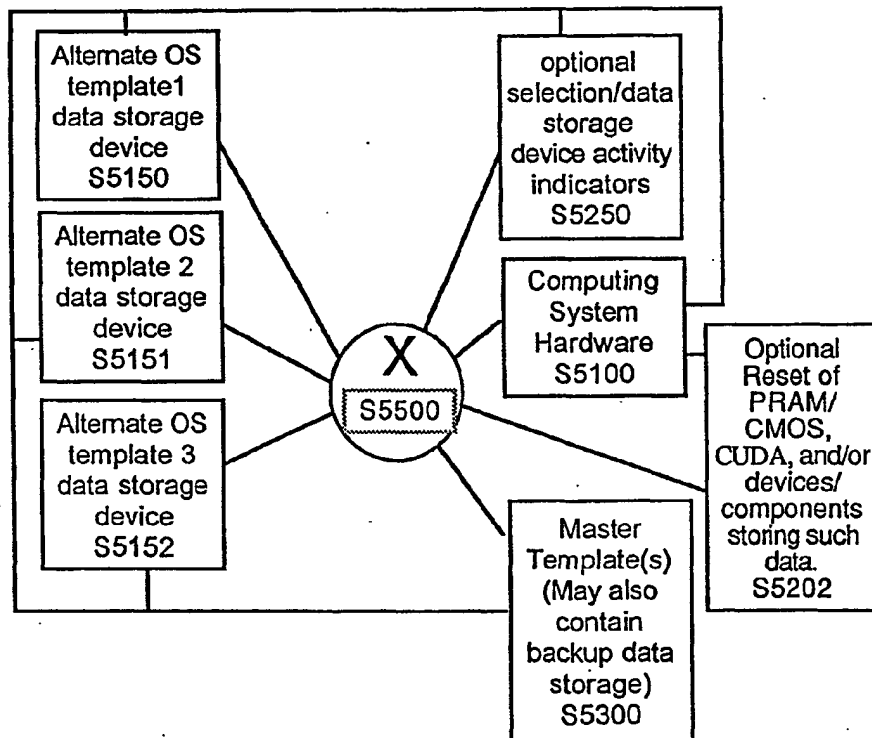 Alternate OS
template1
data storage
device
S5150
optional
selection/data
storage
device activity
indicators
S5250
Alternate OS
template 2
data storage
device
S5151
Computing
System
Hardware
S5100
X
S5500
Optional
Reset of
PRAM/
CMOS,
CUDA, and/or
devices/
components
storing such
data.
S5202
Alternate OS
template 3
data storage
device
S5152
Master
Template(s)
(May also
contain
backup data
storage)
S5300